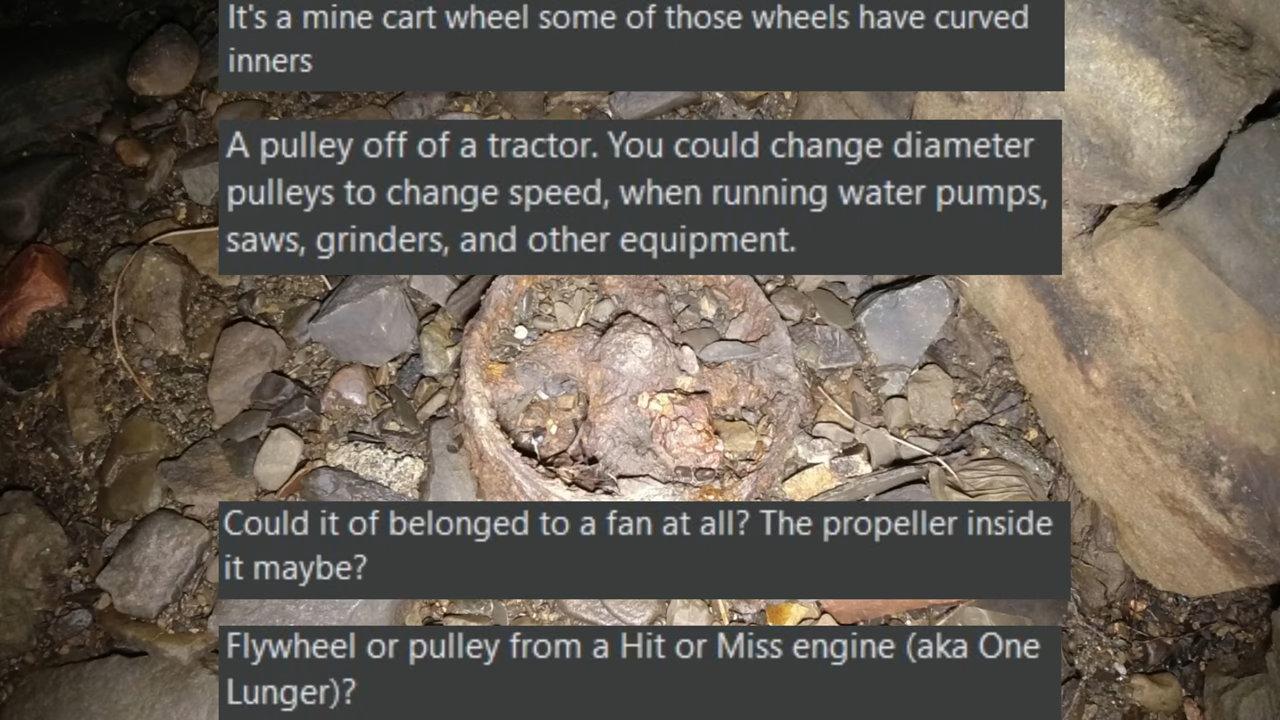 It's a mine cart wheel some of those wheels have curved
inners
A pulley off of a tractor. You could change diameter
pulleys to change speed, when running water pumps,
saws, grinders, and other equipment.
Could it of belonged to a fan at all? The propeller inside
it maybe?
Flywheel or pulley from a Hit or Miss engine (aka One
Lunger)?